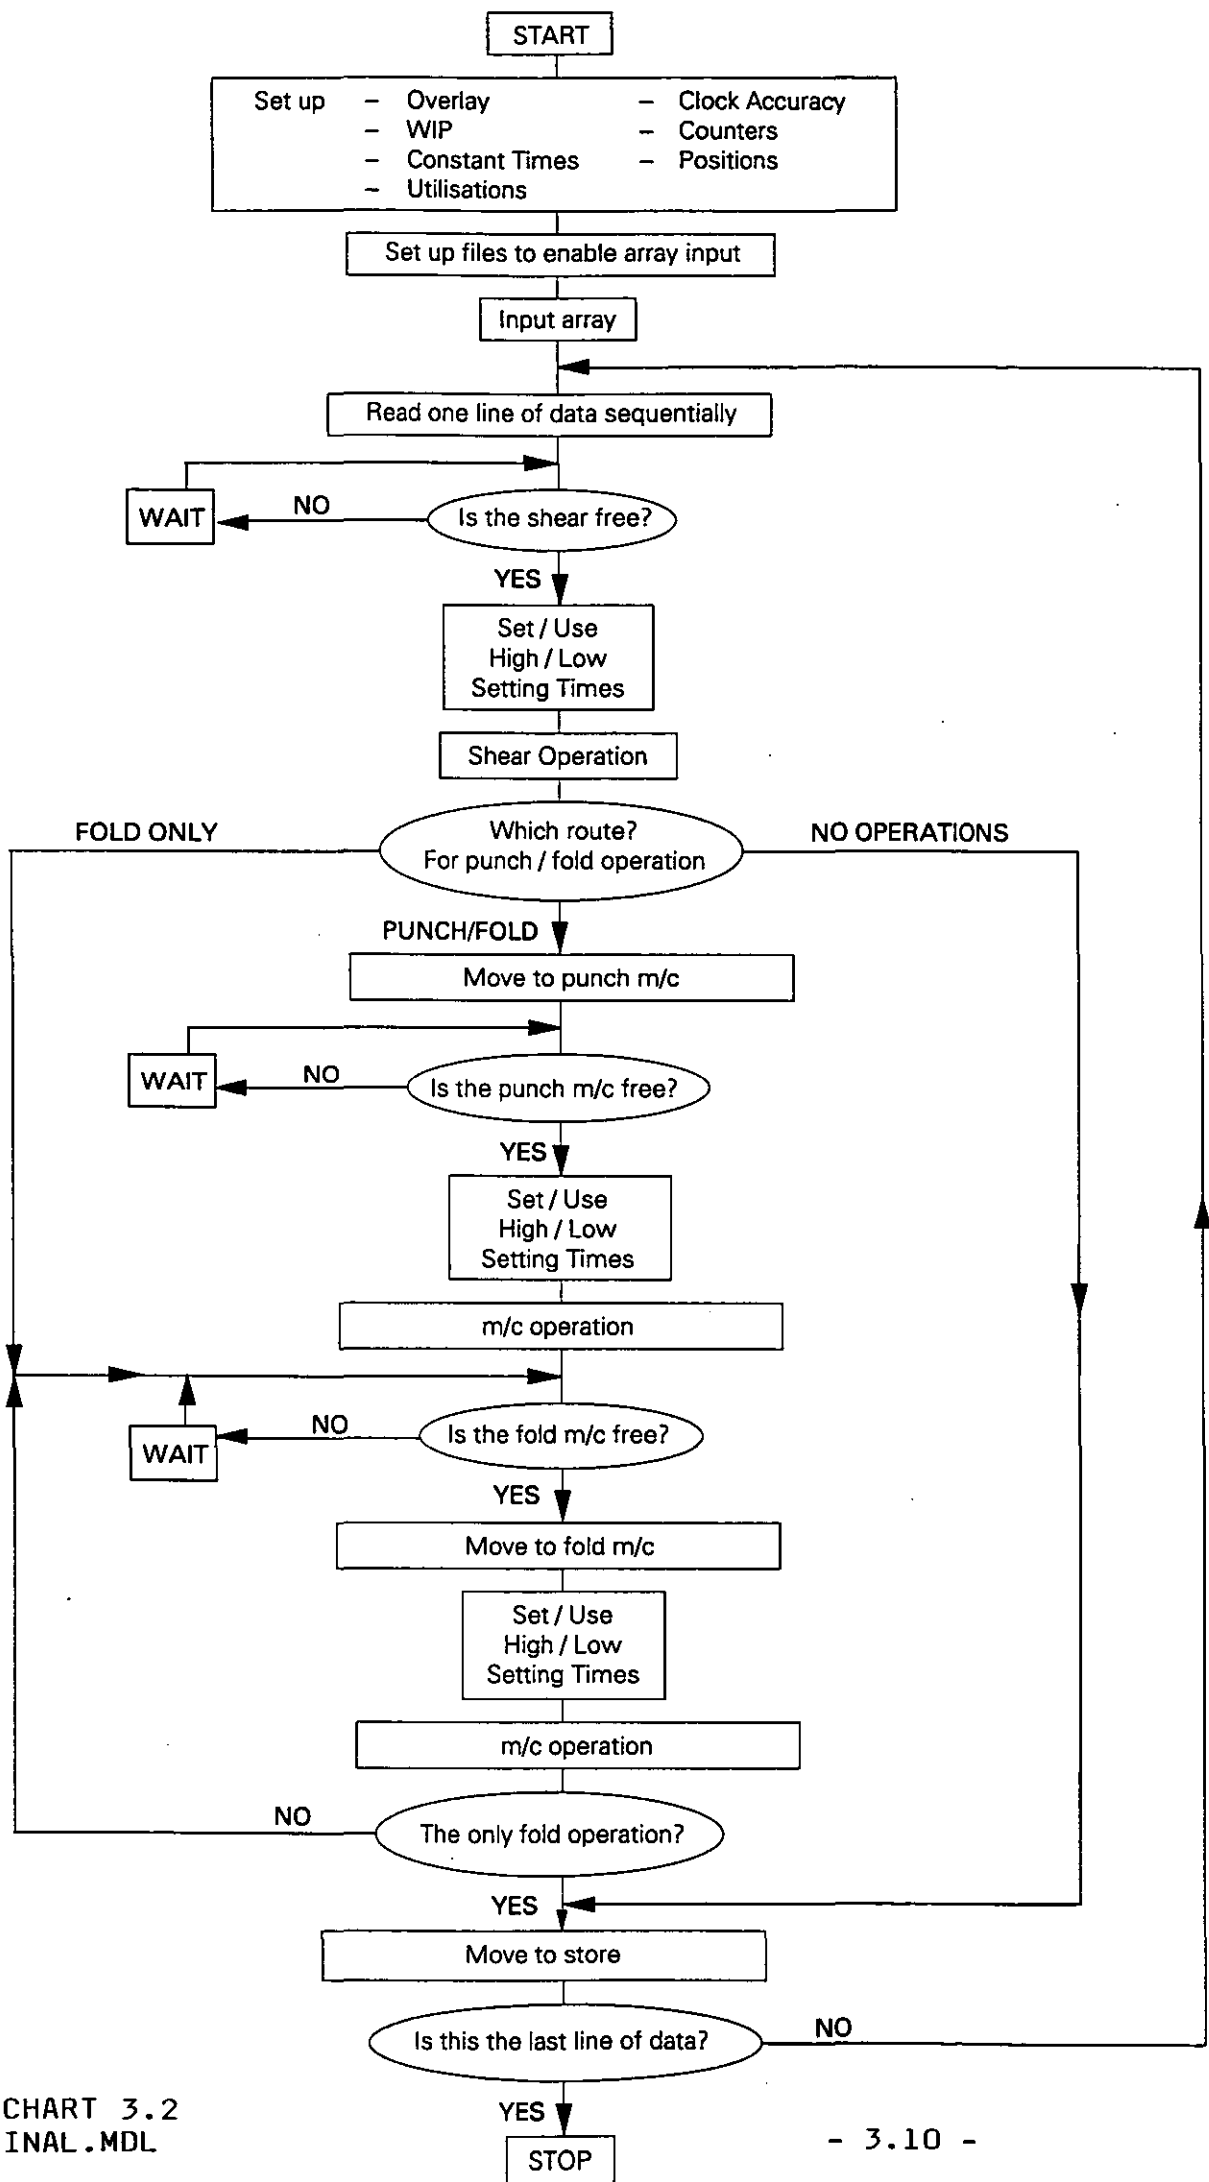 START
Set up – Overlay – Clock Accuracy
– WIP – Counters
– Constant Times – Positions
– Utilisations
Set up files to enable array input
Input array
Read one line of data sequentially
WAIT
NO
Is the shear free?
YES
Set / Use
High / Low
Setting Times
Shear Operation
FOLD ONLY
Which route?
For punch / fold operation
NO OPERATIONS
PUNCH/FOLD
Move to punch m/c
WAIT
NO
Is the punch m/c free?
YES
Set / Use
High / Low
Setting Times
m/c operation
WAIT
NO
Is the fold m/c free?
YES
Move to fold m/c
Set / Use
High / Low
Setting Times
m/c operation
NO
The only fold operation?
YES
Move to store
Is this the last line of data?
NO
YES
STOP
CHART 3.2
INAL.MDL
- 3.10 -